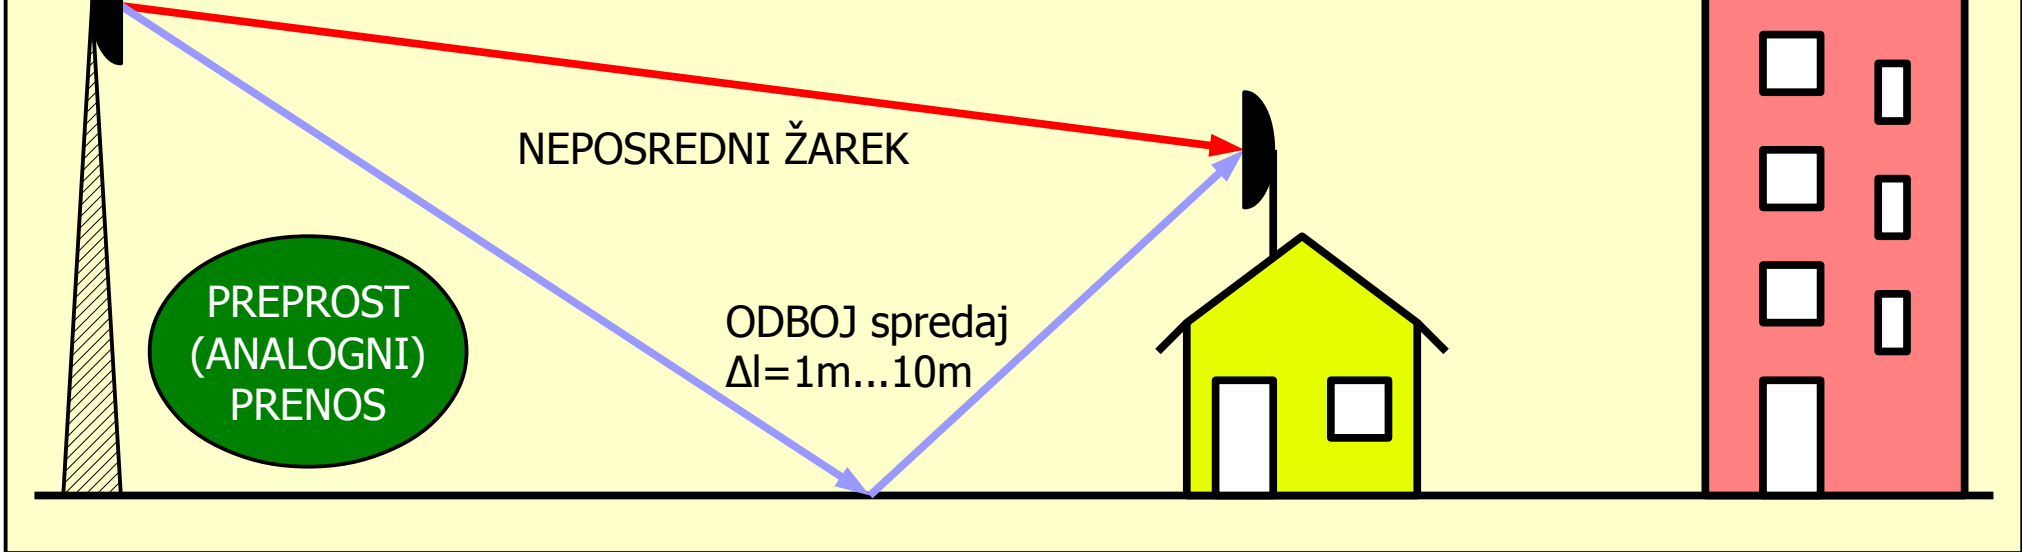 NEPOSREDNI ŽAREK
PREPROST
(ANALOGNI)
PRENOS
ODBOJ spredaj
Δl=1m...10m